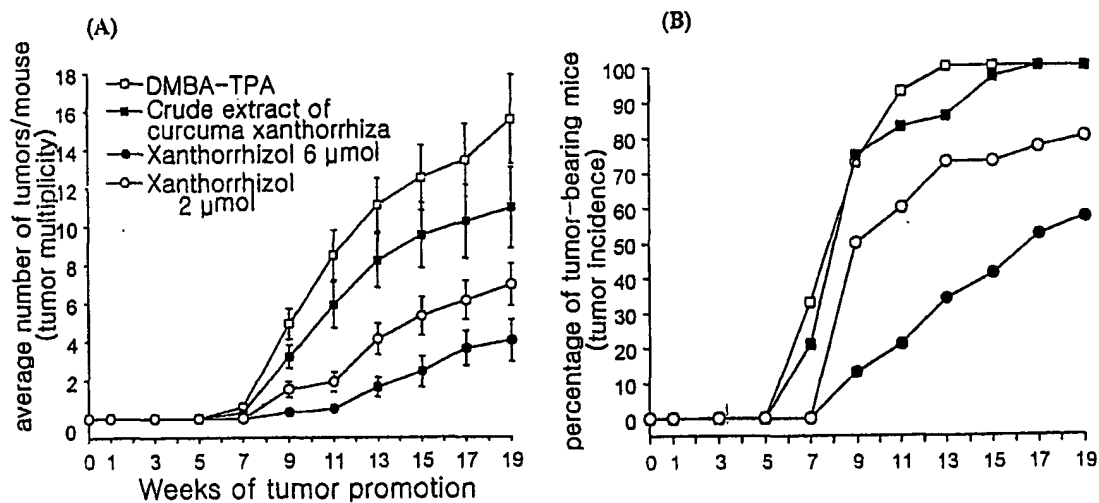 (A)
average number of tumors/mouse
(tumor multiplicity)
18
16
14
12
10
8
6
4
2
0
DMBA-TPA
Crude extract of
curcuma xanthorrhiza
Xanthorrhizol 6 μmol
Xanthorrhizol
2 μmol
0 1 3 5 7 9 11 13 15 17 19
Weeks of tumor promotion
(B)
percentage of tumor-bearing mice
(tumor incidence)
100
90
80
70
60
50
40
30
20
10
0
0 1 3 5 7 9 11 13 15 17 19